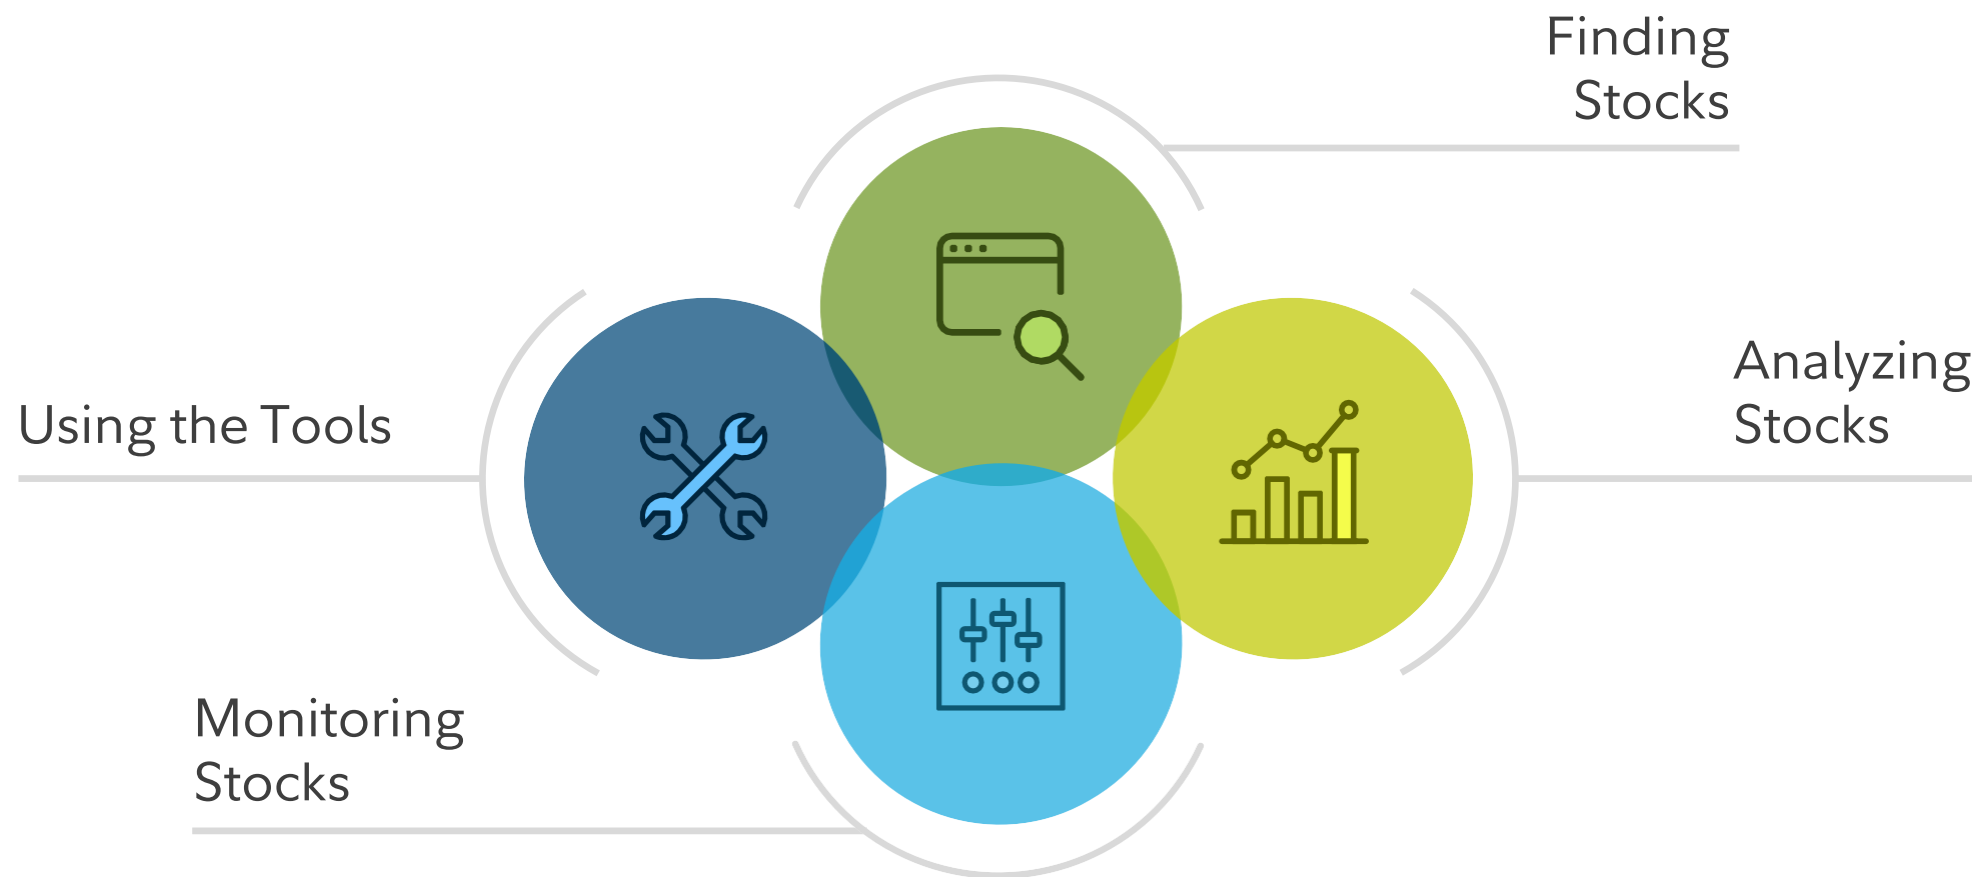 Finding
Stocks
Analyzing
Stocks
Using the Tools
Monitoring
Stocks